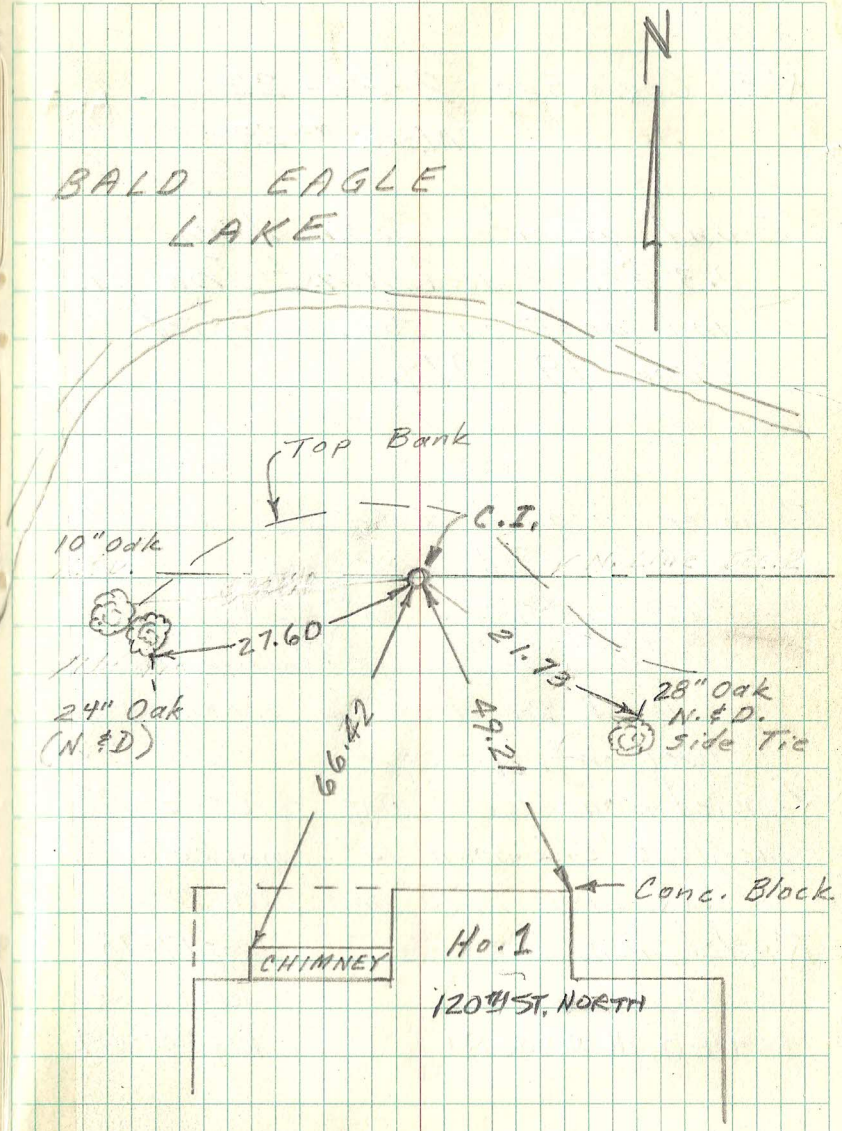 N
BALD EAGLE
LAKE
Top Bank
C.I.
10" Oak
27.60
21.73
24" Oak
(N &D)
28" Oak
N. & D.
Side Tie
66.42
49.21
Conc. Block
Ho. 1
CHIMNEY
120TH ST. NORTH